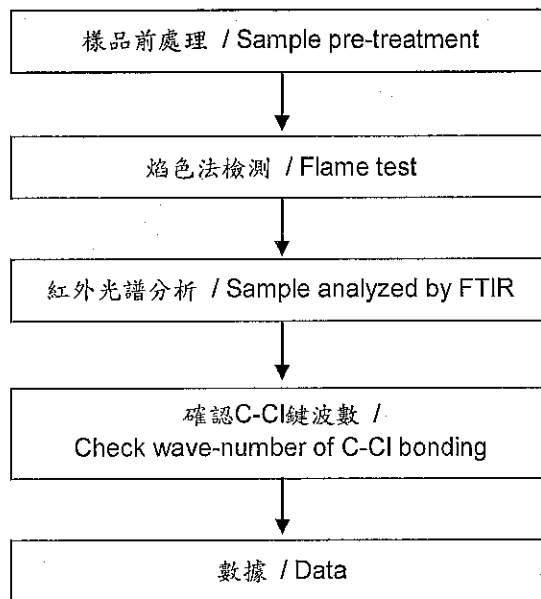 樣品前處理 / Sample pre-treatment
焰色法檢測 / Flame test
紅外光譜分析 / Sample analyzed by FTIR
確認C-Cl鍵波數 /
Check wave-number of C-Cl bonding
數據 / Data